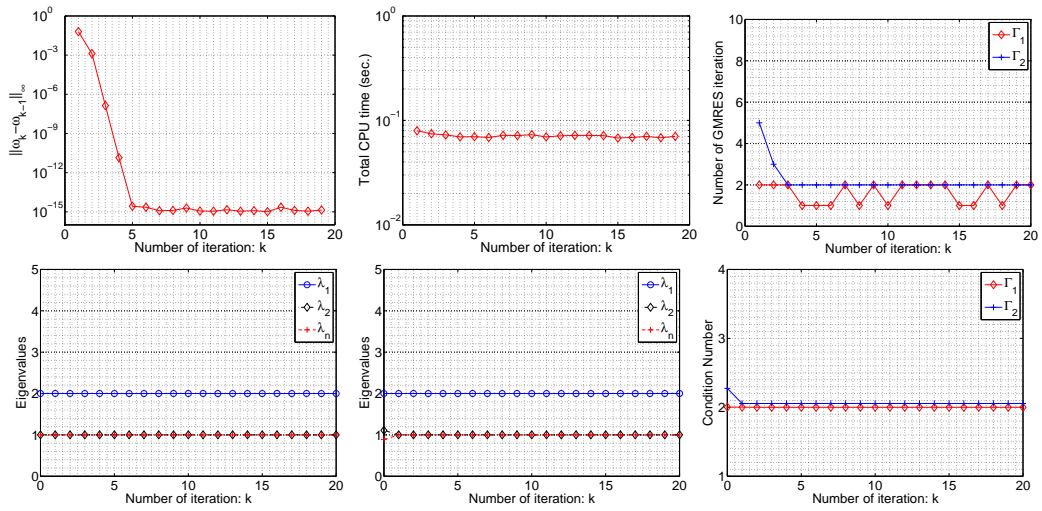 10^0
10^-3
10^-6
10^-9
10^-12
10^-15
||ω_k−ω_{k−1}||_∞
0 5 10 15 20
Number of iteration: k
10^0
10^-1
10^-2
Total CPU time (sec.)
0 5 10 15 20
Number of iteration: k
10
8
6
4
2
0
Number of GMRES iteration
Γ_1
Γ_2
0 5 10 15 20
Number of iteration: k
5
4
3
2
1
0
Eigenvalues
λ_1
λ_2
λ_n
0 5 10 15 20
Number of iteration: k
5
4
3
2
1
0
Eigenvalues
λ_1
λ_2
λ_n
0 5 10 15 20
Number of iteration: k
4
2
1
Condition Number
Γ_1
Γ_2
0 5 10 15 20
Number of iteration: k